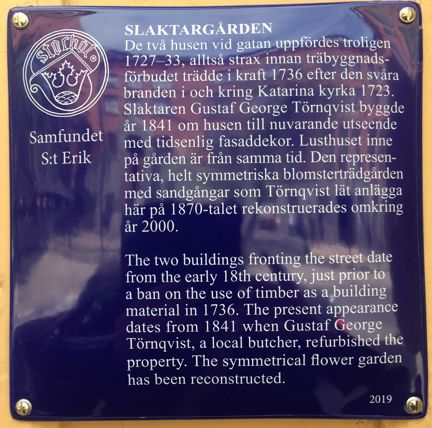 SLAKTARGÅRDEN
De två husen vid gatan uppfördes troligen
1727–33, alltså strax innan träbyggnads-
förbudet trädde i kraft 1736 efter den svåra
branden i och kring Katarina kyrka 1723.
Slaktaren Gustaf George Törnqvist byggde
år 1841 om husen till nuvarande utseende
med tidsenlig fasaddekor. Lusthuset inne
på gården är från samma tid. Den represen-
tativa, helt symmetriska blomsterträdgården
med sandgångar som Törnqvist lät anlägga
här på 1870-talet rekonstruerades omkring
år 2000.
The two buildings fronting the street date
from the early 18th century, just prior to
a ban on the use of timber as a building
material in 1736. The present appearance
dates from 1841 when Gustaf George
Törnqvist, a local butcher, refurbished the
property. The symmetrical flower garden
has been reconstructed.
2019
Samfundet
S:t Erik